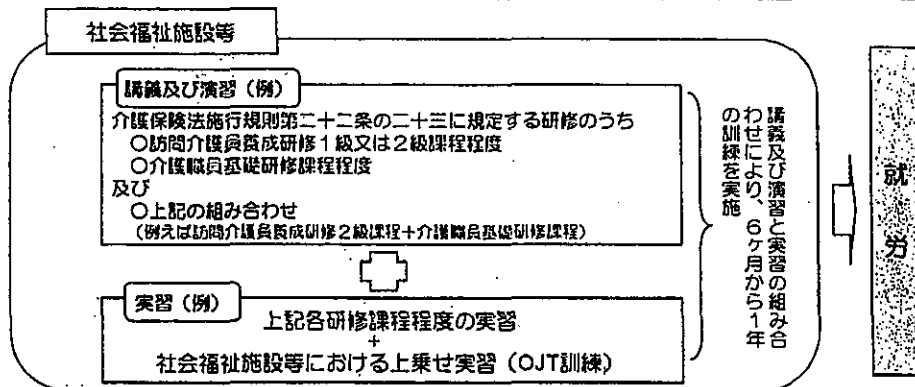 社会福祉施設等
講義及び演習（例）
介護保険法施行規則第二十二条の二十三に規定する研修のうち
○訪問介護員養成研修１級又は２級課程程度
○介護職員基礎研修課程程度
及び
○上記の組み合わせ
（例えば訪問介護員養成研修２級課程＋介護職員基礎研修課程）
実習（例）
上記各研修課程程度の実習
＋
社会福祉施設等における上乗せ実習（OJT訓練）
講義及び演習と実習の組み合
わせにより、６ヶ月から１年
の訓練を実施
就労